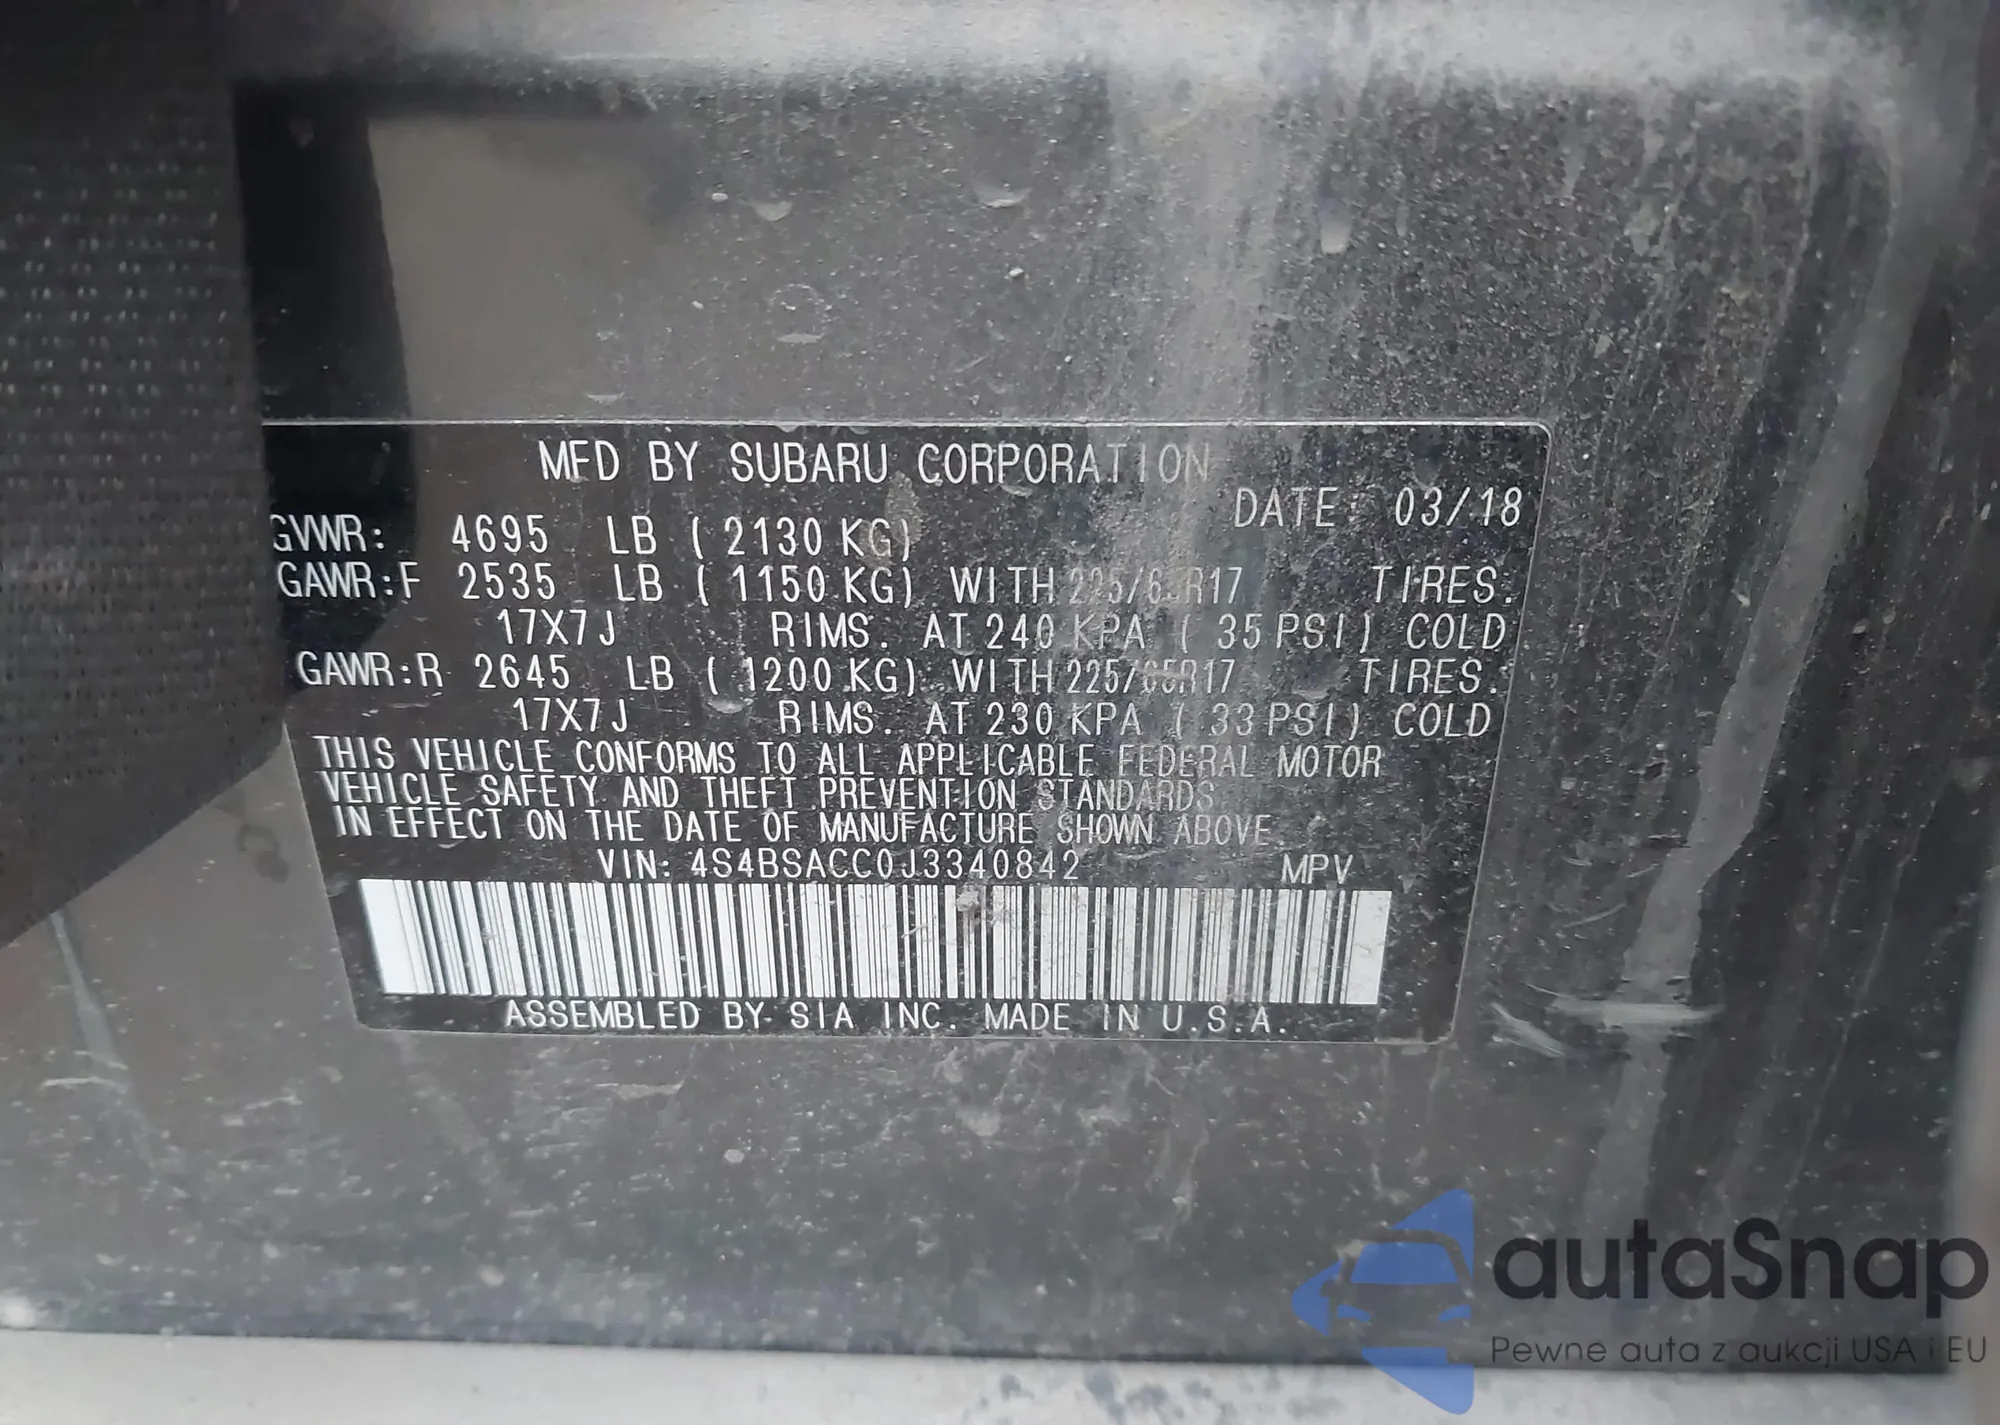 MFD BY SUBARU CORPORATION
DATE: 03/18
GVWR: 4695 LB ( 2130 KG)
GAWR:F 2535 LB ( 1150 KG) WITH 225/65R17 TIRES.
17X7J RIMS. AT 240 KPA ( 35 PSI) COLD
GAWR:R 2645 LB ( 1200 KG) WITH 225/65R17 TIRES.
17X7J RIMS. AT 230 KPA ( 33 PSI) COLD
THIS VEHICLE CONFORMS TO ALL APPLICABLE FEDERAL MOTOR
VEHICLE SAFETY AND THEFT PREVENTION STANDARDS
IN EFFECT ON THE DATE OF MANUFACTURE SHOWN ABOVE.
VIN: 4S4BSACC0J3340842 MPV
ASSEMBLED BY SIA INC. MADE IN U.S.A.
autaSnap
Pewne auta z aukcji USA i EU